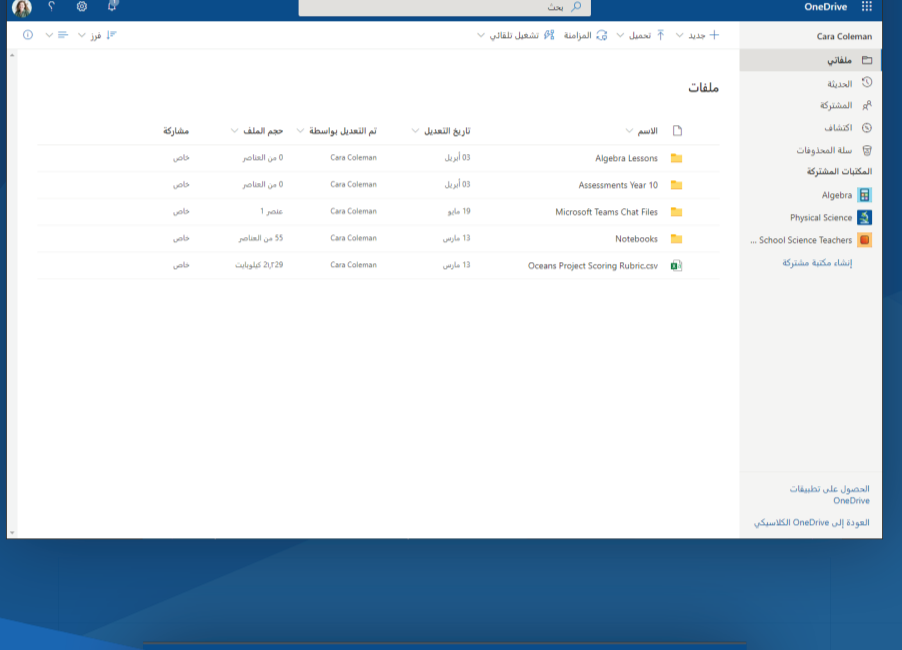 OneDrive
بحث
Cara Coleman
ملفاتي
الحديثة
المشتركة
اكتشاف
سلة المحذوفات
المكتبات المشتركة
Algebra
Physical Science
School Science Teachers ...
إنشاء مكتبة مشتركة
الحصول على تطبيقات
OneDrive
العودة إلى OneDrive الكلاسيكي
جديد تحميل المزامنة تشغيل تلقائي فرز
ملفات
الاسم تاريخ التعديل تم التعديل بواسطة حجم الملف مشاركة
Algebra Lessons 03 أبريل Cara Coleman 0 من العناصر خاص
Assessments Year 10 03 أبريل Cara Coleman 0 من العناصر خاص
Microsoft Teams Chat Files 19 مايو Cara Coleman عنصر 1 خاص
Notebooks 13 مارس Cara Coleman 55 من العناصر خاص
Oceans Project Scoring Rubric.csv 13 مارس Cara Coleman كيلوبايت خاص